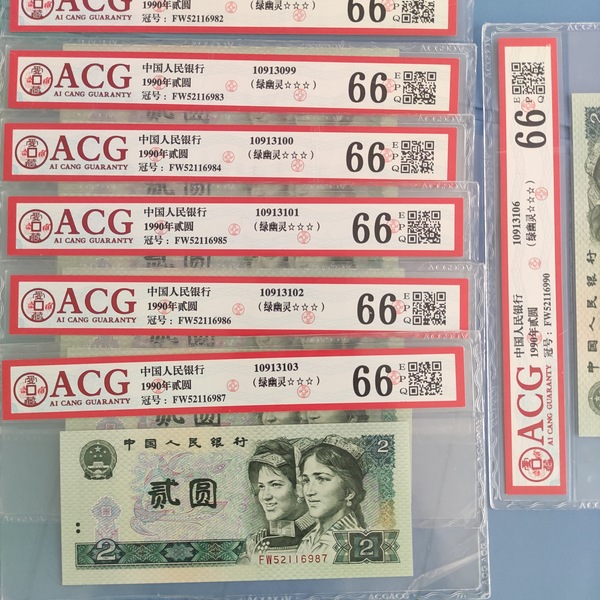 AI CANG GUARANTY
1990年贰圆
冠号: FW52116982
66 EPQ
ACG
AI CANG GUARANTY
中国人民银行
1990年贰圆
冠号: FW52116983
10913099
(绿幽灵☆☆☆)
66 EPQ
ACG
AI CANG GUARANTY
中国人民银行
1990年贰圆
冠号: FW52116984
10913100
(绿幽灵☆☆☆)
66 EPQ
ACG
AI CANG GUARANTY
中国人民银行
1990年贰圆
冠号: FW52116985
10913101
(绿幽灵☆☆☆)
66 EPQ
ACG
AI CANG GUARANTY
中国人民银行
1990年贰圆
冠号: FW52116986
10913102
(绿幽灵☆☆☆)
66 EPQ
ACG
AI CANG GUARANTY
中国人民银行
1990年贰圆
冠号: FW52116987
10913103
(绿幽灵☆☆☆)
66 EPQ
中国人民银行
贰圆
2
2
2
FW52116987
ACG
AI CANG GUARANTY
中国人民银行
1990年贰圆
冠号: FW52116990
10913106
(绿幽灵☆☆☆)
66 EPQ
银行